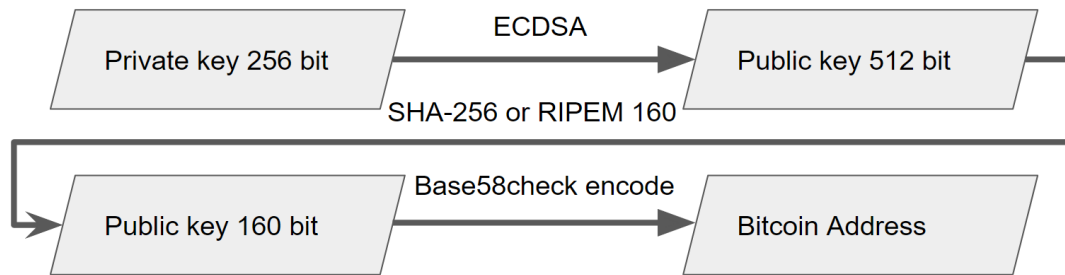 ECDSA
Private key 256 bit
Public key 512 bit
SHA-256 or RIPEM 160
Base58check encode
Public key 160 bit
Bitcoin Address